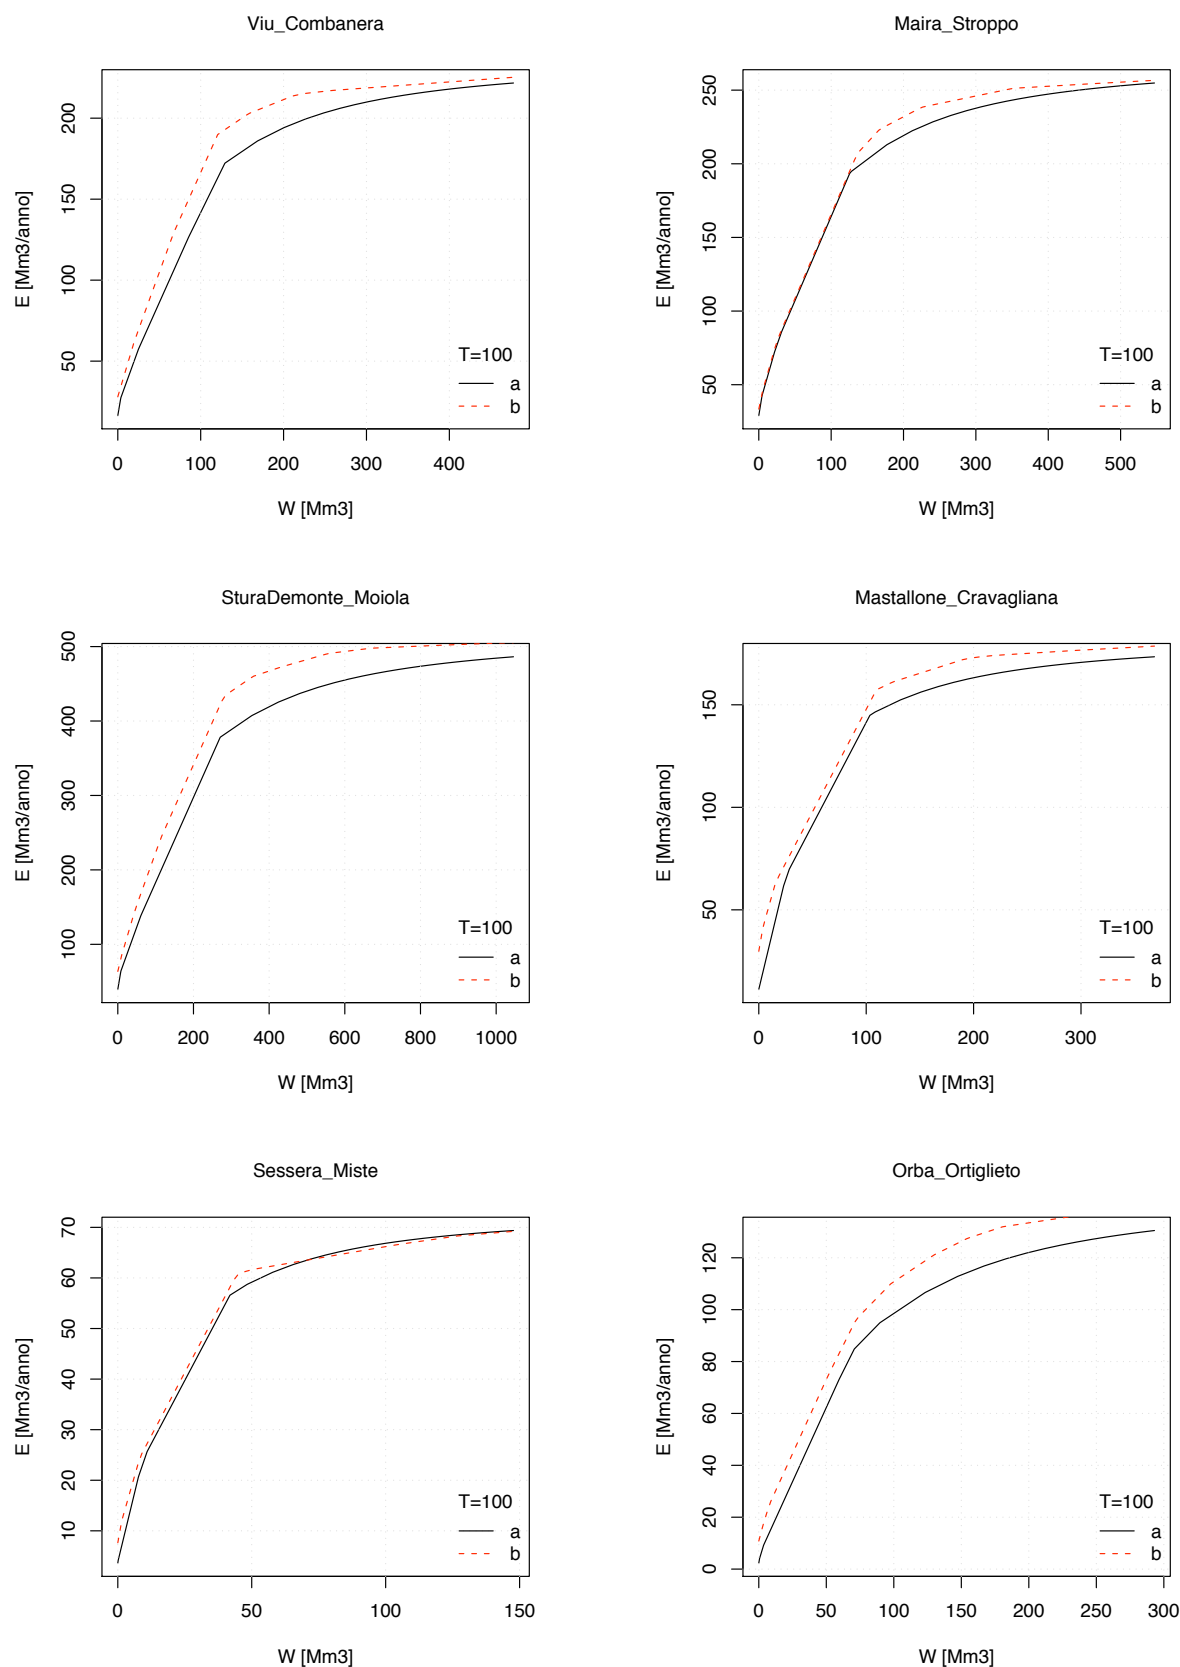 Viu_Combanera
E [Mm3/anno]
200
150
100
50
T=100
a
b
0 100 200 300 400
W [Mm3]
Maira_Stroppo
E [Mm3/anno]
250
200
150
100
50
T=100
a
b
0 100 200 300 400 500
W [Mm3]
SturaDemonte_Moiola
E [Mm3/anno]
500
400
300
200
100
T=100
a
b
0 200 400 600 800 1000
W [Mm3]
Mastallone_Cravagliana
E [Mm3/anno]
150
100
50
T=100
a
b
0 100 200 300
W [Mm3]
Sessera_Miste
E [Mm3/anno]
70
60
50
40
30
20
10
T=100
a
b
0 50 100 150
W [Mm3]
Orba_Ortiglieto
E [Mm3/anno]
120
100
80
60
40
20
0
T=100
a
b
0 50 100 150 200 250 300
W [Mm3]